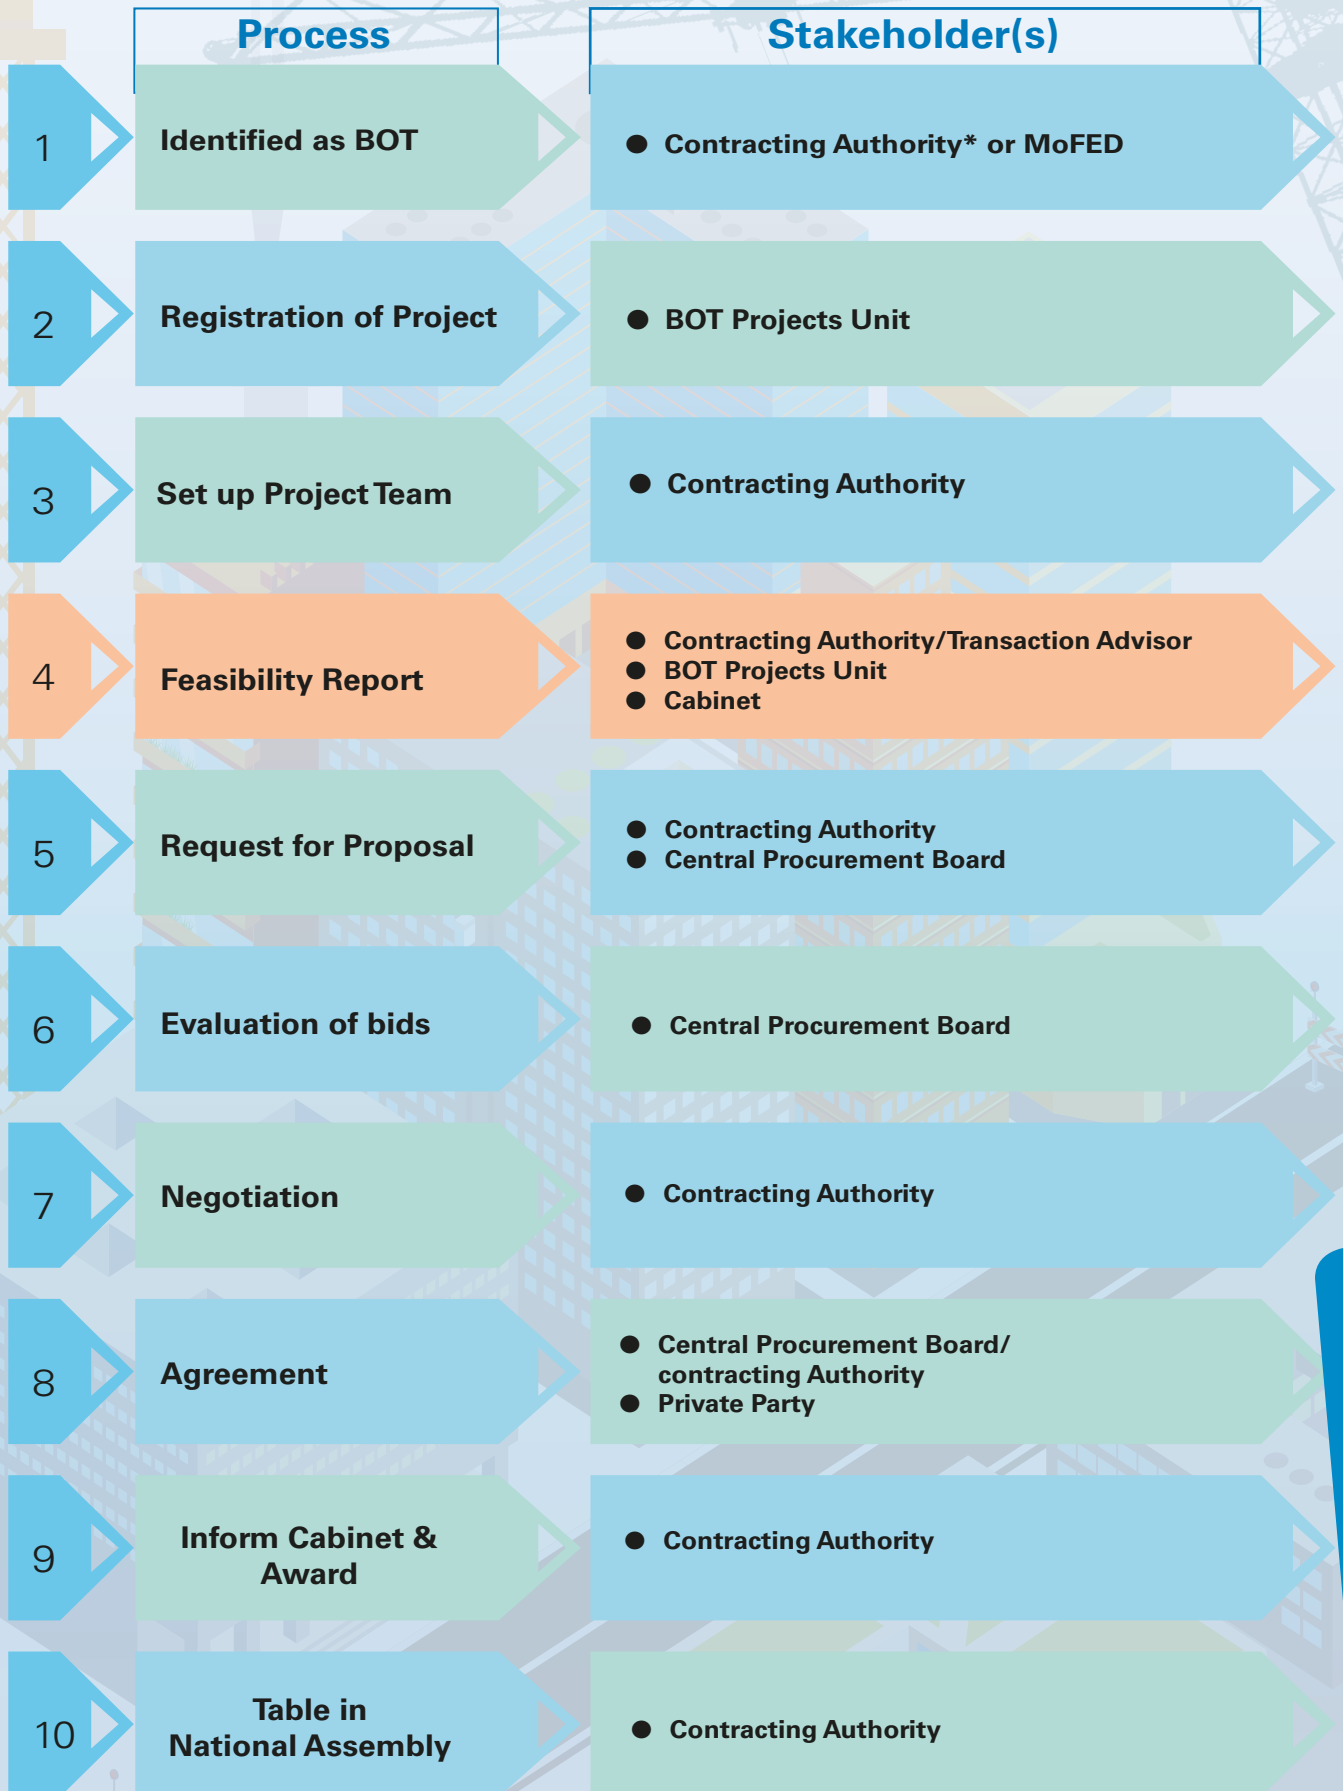 Process
Stakeholder(s)
1
Identified as BOT
● Contracting Authority* or MoFED
2
Registration of Project
● BOT Projects Unit
3
Set up Project Team
● Contracting Authority
4
Feasibility Report
● Contracting Authority/Transaction Advisor
● BOT Projects Unit
● Cabinet
5
Request for Proposal
● Contracting Authority
● Central Procurement Board
6
Evaluation of bids
● Central Procurement Board
7
Negotiation
● Contracting Authority
8
Agreement
● Central Procurement Board/
contracting Authority
● Private Party
9
Inform Cabinet &
Award
● Contracting Authority
10
Table in
National Assembly
● Contracting Authority